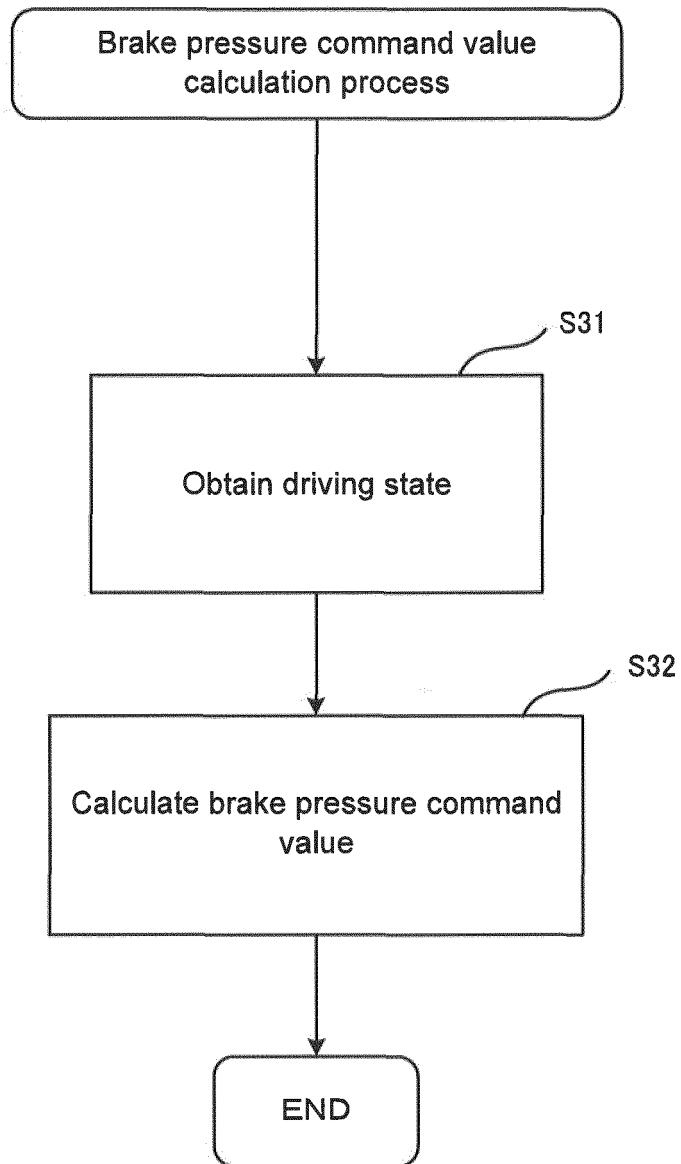 Brake pressure command value
calculation process
S31
Obtain driving state
S32
Calculate brake pressure command
value
END